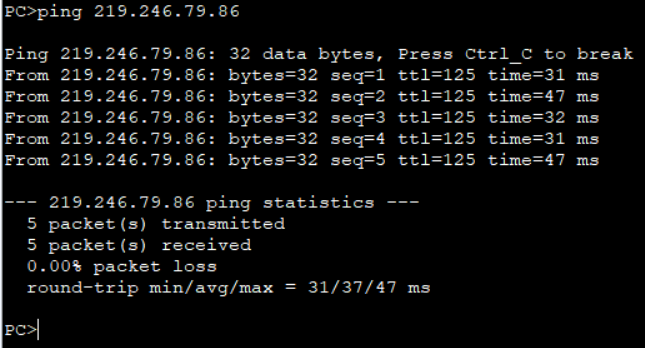 PC>ping 219.246.79.86
Ping 219.246.79.86: 32 data bytes, Press Ctrl_C to break
From 219.246.79.86: bytes=32 seq=1 ttl=125 time=31 ms
From 219.246.79.86: bytes=32 seq=2 ttl=125 time=47 ms
From 219.246.79.86: bytes=32 seq=3 ttl=125 time=32 ms
From 219.246.79.86: bytes=32 seq=4 ttl=125 time=31 ms
From 219.246.79.86: bytes=32 seq=5 ttl=125 time=47 ms
--- 219.246.79.86 ping statistics ---
5 packet(s) transmitted
5 packet(s) received
0.00% packet loss
round-trip min/avg/max = 31/37/47 ms
PC>